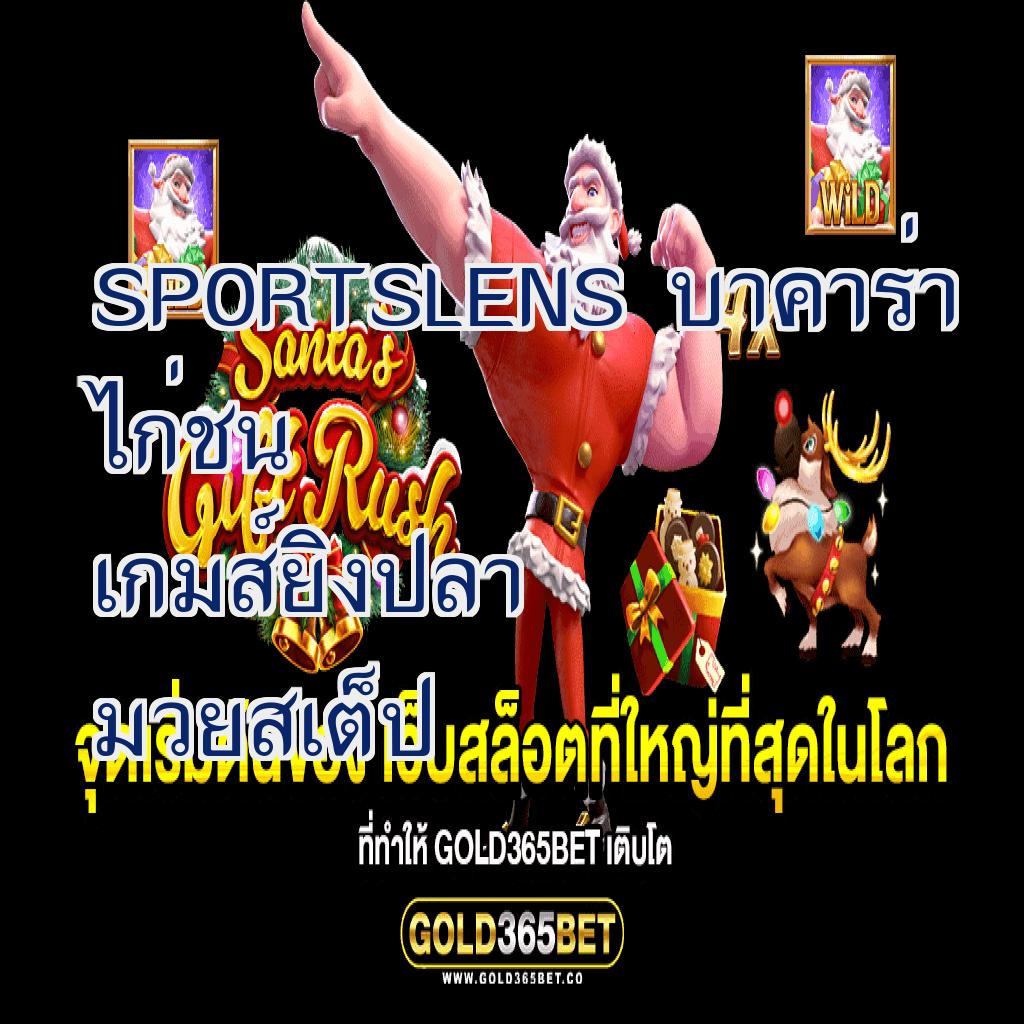 WILD
SPORTSLENS บาคาร่า
4x
Santa's
ไก่ชน
Gift Rush
เกมส์ยิงปลา
มวยสเต็ป
สล็อตที่ใหญ่ที่สุดในโลก
ที่ทำให้ GOLD365BET เติบโต
GOLD365BET
WWW.GOLD365BET.CO